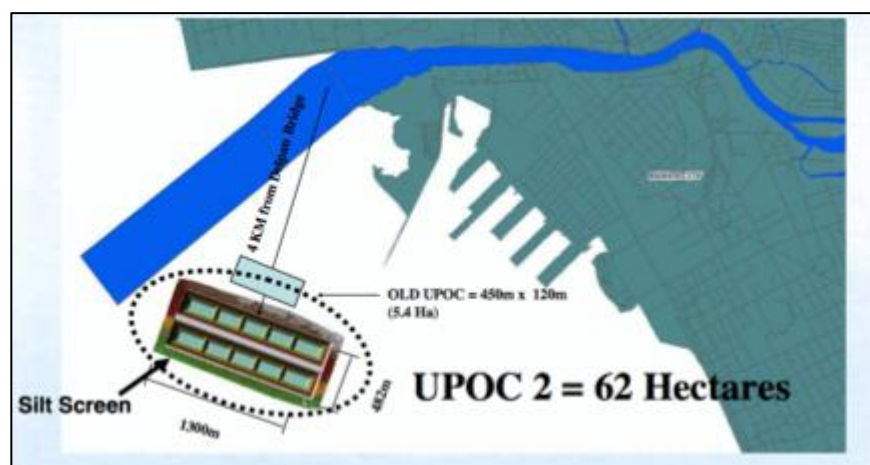 4 KM from Delpan Bridge
OLD UPOC = 450m x 120m
(5.4 Ha)
UPOC 2 = 62 Hectares
Silt Screen
482m
1300m